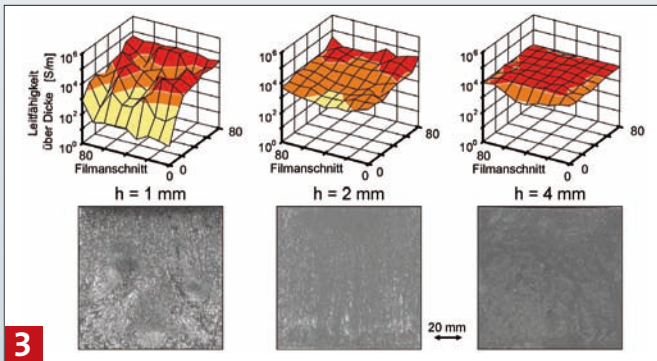 Leitfähigkeit
über Dicke [S/m]
10⁶
10⁴
10²
10⁰
80
Filmanschnitt
0
0
80
h = 1 mm
10⁶
10⁴
10²
10⁰
80
Filmanschnitt
0
0
80
h = 2 mm
10⁶
10⁴
10²
10⁰
80
Filmanschnitt
0
0
80
h = 4 mm
20 mm
3